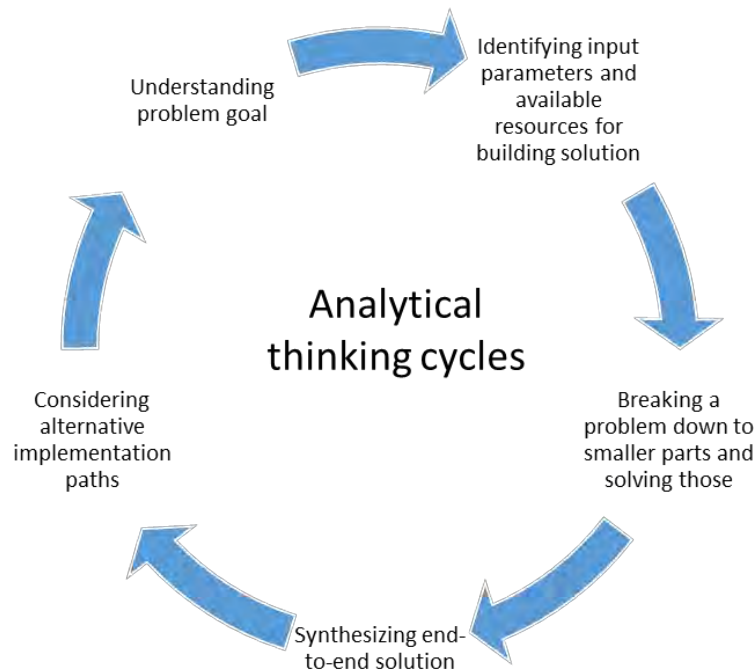 Understanding
problem goal
Identifying input
parameters and
available
resources for
building solution
Analytical
thinking cycles
Breaking a
problem down to
smaller parts and
solving those
Synthesizing end-
to-end solution
Considering
alternative
implementation
paths